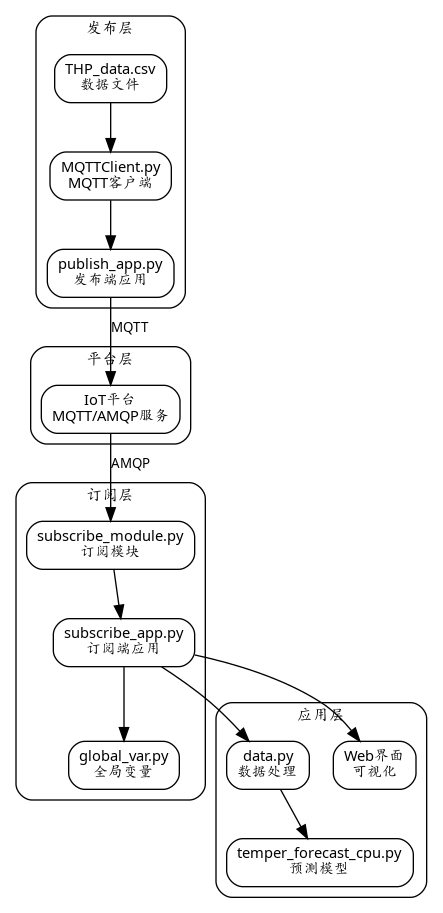 发布层
THP_data.csv
数据文件
MQTTClient.py
MQTT客户端
publish_app.py
发布端应用
MQTT
平台层
IoT平台
MQTT/AMQP服务
AMQP
订阅层
subscribe_module.py
订阅模块
subscribe_app.py
订阅端应用
global_var.py
全局变量
应用层
data.py
数据处理
Web界面
可视化
temper_forecast_cpu.py
预测模型